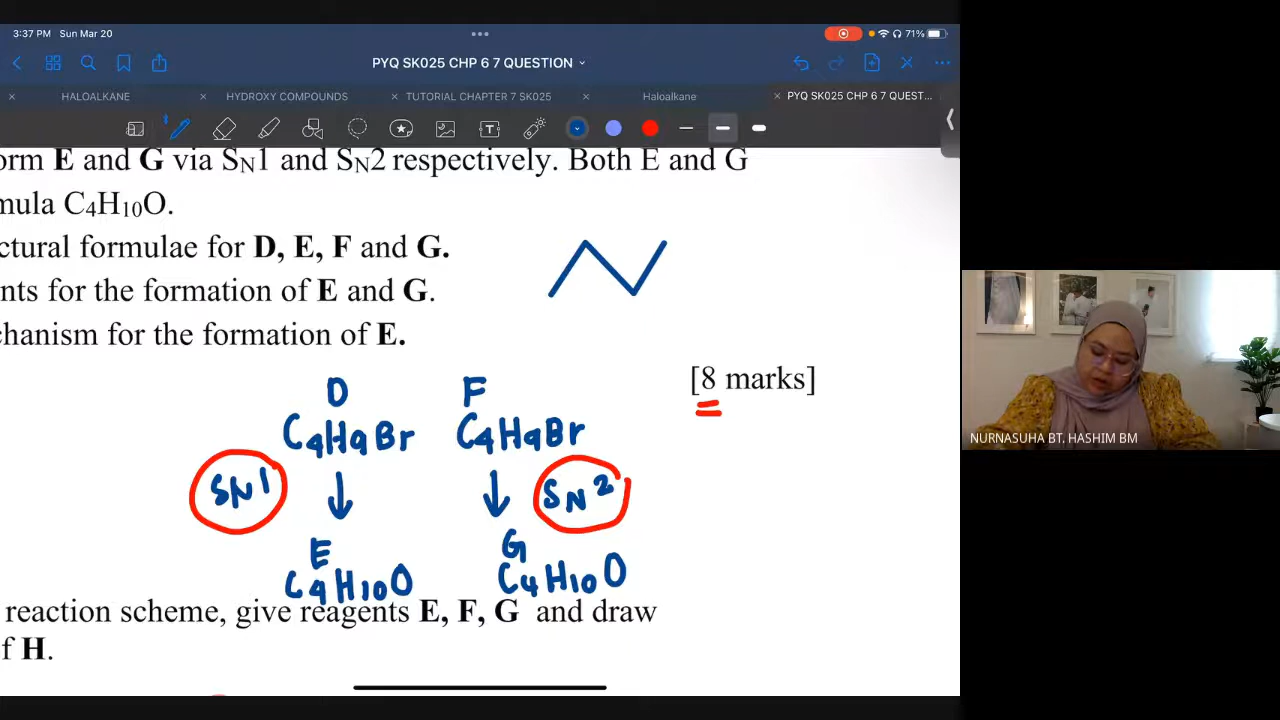 3:37 PM Sun Mar 20
71%
PYQ SK025 CHP 6 7 QUESTION
HALOALKANE
HYDROXY COMPOUNDS
TUTORIAL CHAPTER 7 SK025
Haloalkane
PYQ SK025 CHP 6 7 QUEST...
orm E and G via SN1 and SN2 respectively. Both E and G
mula C4H10O.
ctural formulae for D, E, F and G.
nts for the formation of E and G.
chanism for the formation of E.
[8 marks]
D F
C4H9Br C4H9Br
SN1 SN2
E G
C4H10O C4H10O
reaction scheme, give reagents E, F, G and draw
f H.
NURNASUHA BT. HASHIM BM